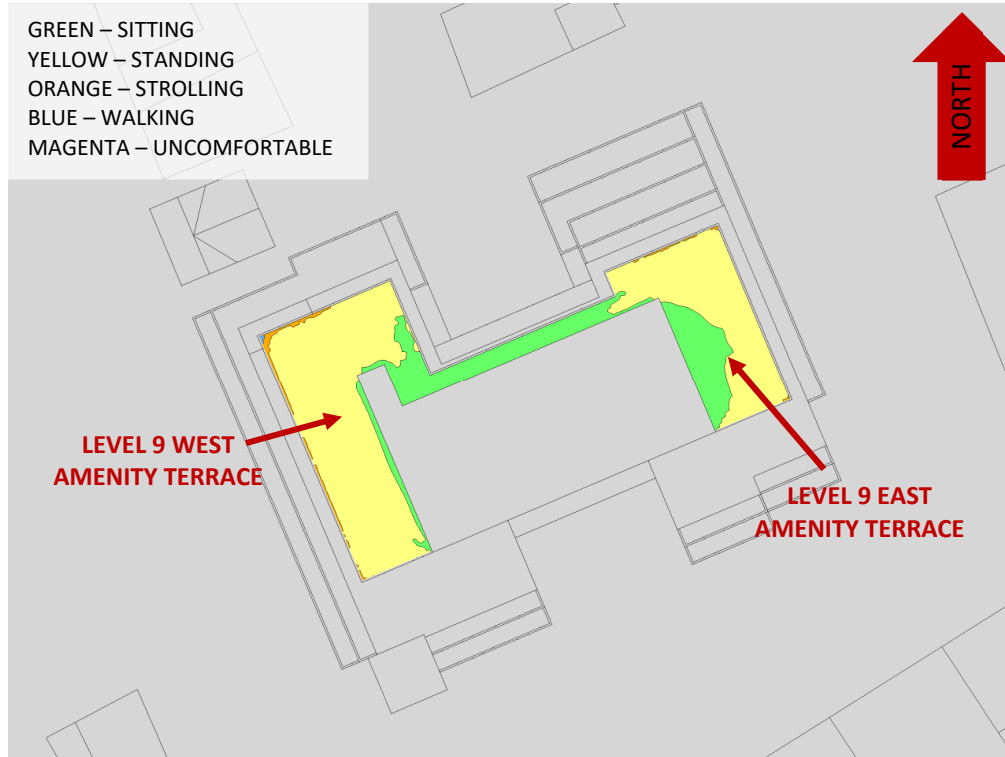 GREEN – SITTING
YELLOW – STANDING
ORANGE – STROLLING
BLUE – WALKING
MAGENTA – UNCOMFORTABLE
NORTH
LEVEL 9 WEST
AMENITY TERRACE
LEVEL 9 EAST
AMENITY TERRACE